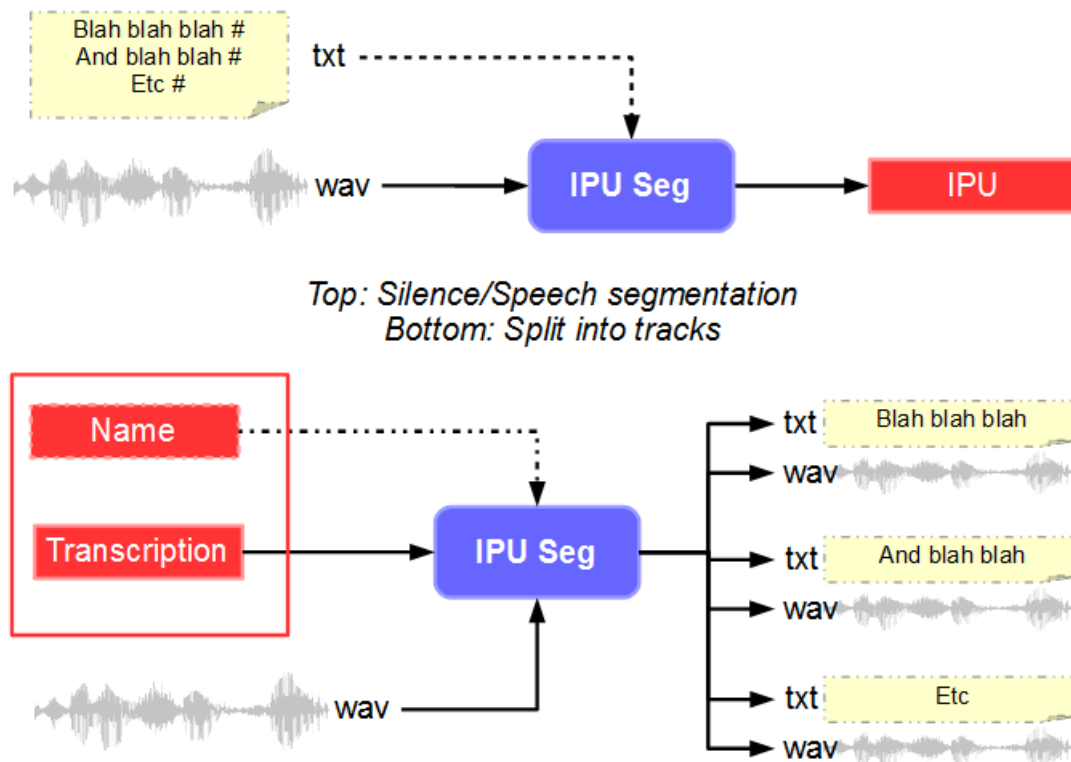 Blah blah blah #
And blah blah #
Etc #
txt
wav
IPU Seg
IPU
Top: Silence/Speech segmentation
Bottom: Split into tracks
Name
Transcription
wav
IPU Seg
txt
Blah blah blah
wav
txt
And blah blah
wav
txt
Etc
wav